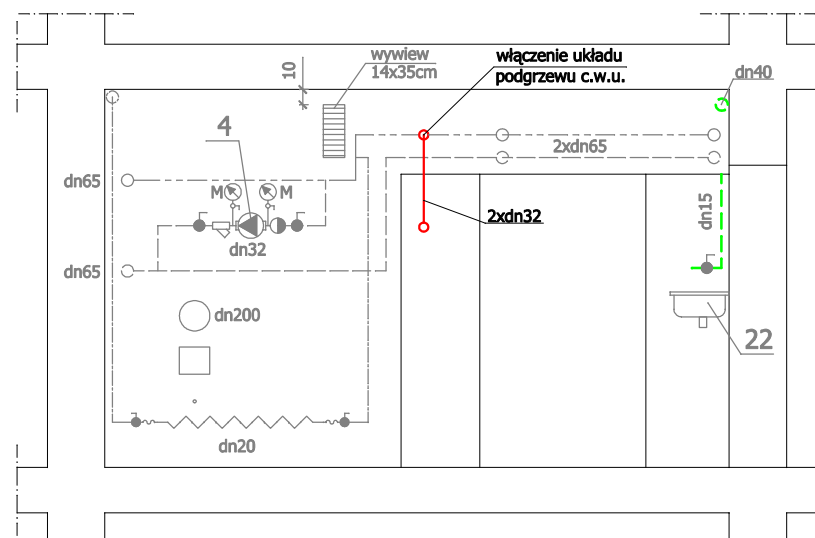 wywiew
14x35cm
włączenie układu
podgrzewu c.w.u.
10
dn40
4
2xdn65
dn65
M
M
dn15
2xdn32
dn32
dn65
dn200
22
dn20